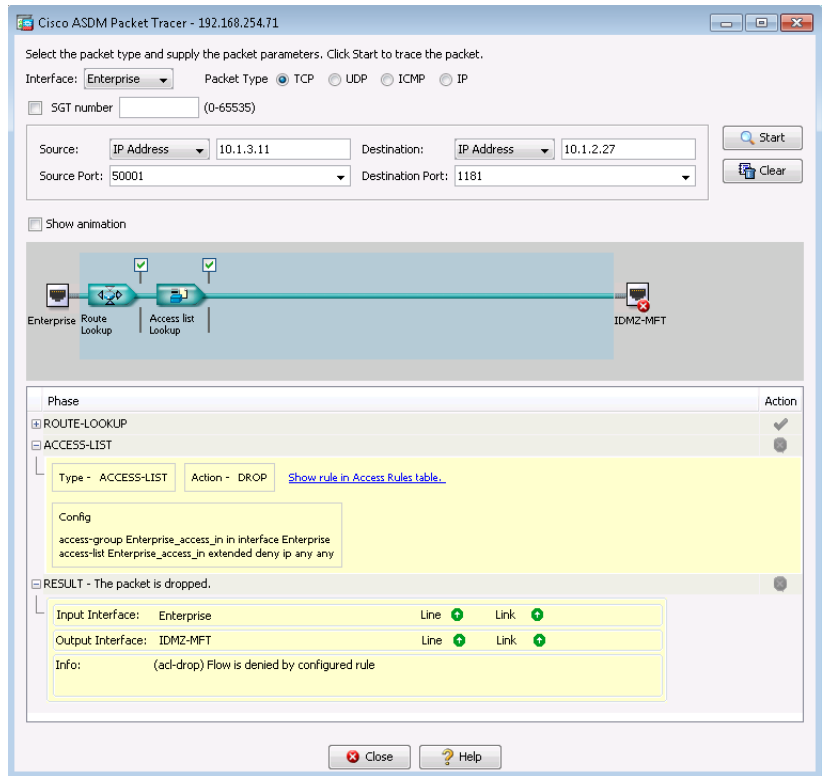 Cisco ASDM Packet Tracer - 192.168.254.71
Select the packet type and supply the packet parameters. Click Start to trace the packet.
Interface: Enterprise Packet Type TCP UDP ICMP IP
SGT number (0-65535)
Source: IP Address 10.1.3.11 Destination: IP Address 10.1.2.27
Source Port: 50001 Destination Port: 1181
Start
Clear
Show animation
Enterprise
Route Lookup
Access list Lookup
IDMZ-MFT
Phase Action
ROUTE-LOOKUP
ACCESS-LIST
Type - ACCESS-LIST Action - DROP Show rule in Access Rules table.
Config
access-group Enterprise_access_in in interface Enterprise
access-list Enterprise_access_in extended deny ip any any
RESULT - The packet is dropped.
Input Interface: Enterprise Line Link
Output Interface: IDMZ-MFT Line Link
Info: (acl-drop) Flow is denied by configured rule
Close Help